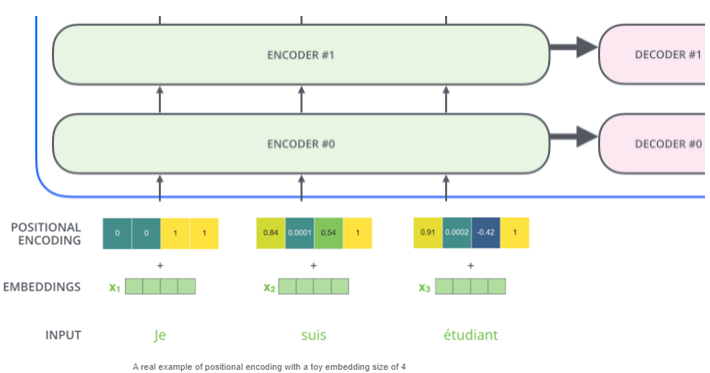 ENCODER #1 DECODER #1
ENCODER #0 DECODER #0
POSITIONAL ENCODING 0 0 1 1 0.84 0.0001 0.54 1 0.91 0.0002 -0.42 1
+ + +
EMBEDDINGS x1 x2 x3
INPUT Je suis étudiant
A real example of positional encoding with a toy embedding size of 4